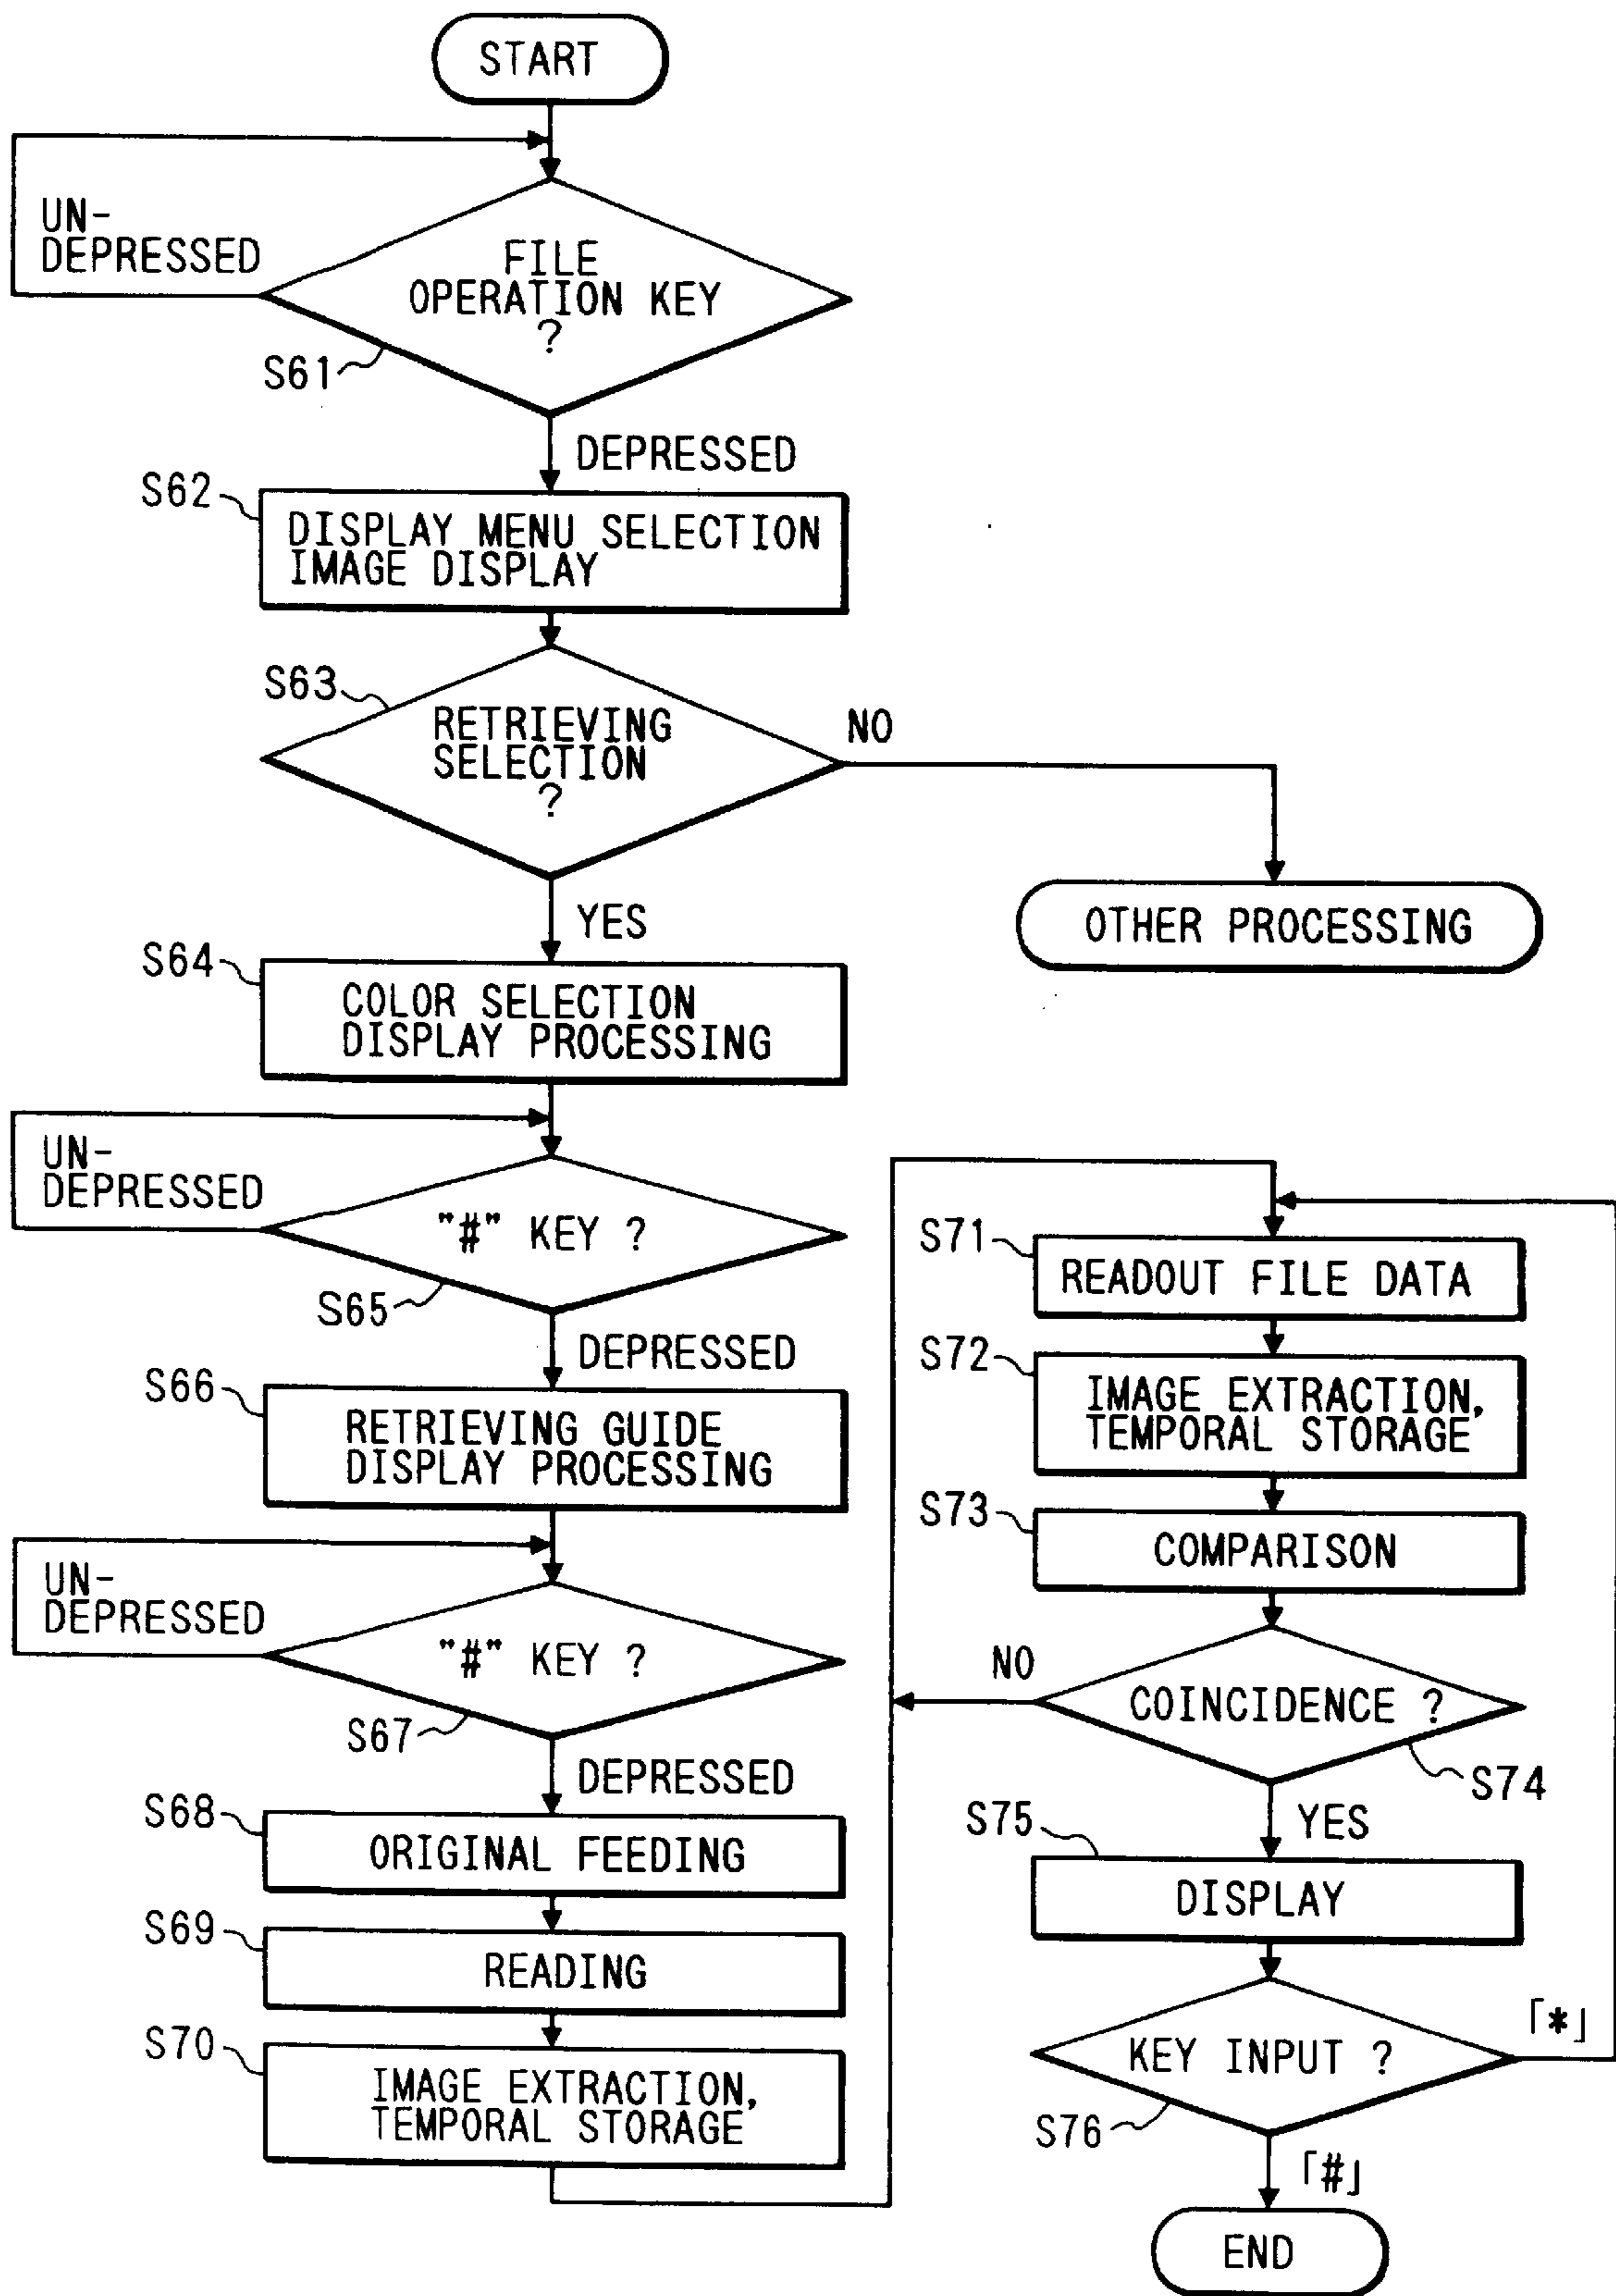 START
UN-
DEPRESSED
FILE
OPERATION KEY
?
S61
DEPRESSED
S62
DISPLAY MENU SELECTION
IMAGE DISPLAY
S63
RETRIEVING
SELECTION
?
NO
OTHER PROCESSING
YES
S64
COLOR SELECTION
DISPLAY PROCESSING
UN-
DEPRESSED
"#" KEY ?
S65
DEPRESSED
S66
RETRIEVING GUIDE
DISPLAY PROCESSING
UN-
DEPRESSED
"#" KEY ?
S67
DEPRESSED
S68
ORIGINAL FEEDING
S69
READING
S70
IMAGE EXTRACTION,
TEMPORAL STORAGE
S71
READOUT FILE DATA
S72
IMAGE EXTRACTION,
TEMPORAL STORAGE
S73
COMPARISON
NO
COINCIDENCE ?
S74
YES
S75
DISPLAY
KEY INPUT ?
「*」
S76
「#」
END